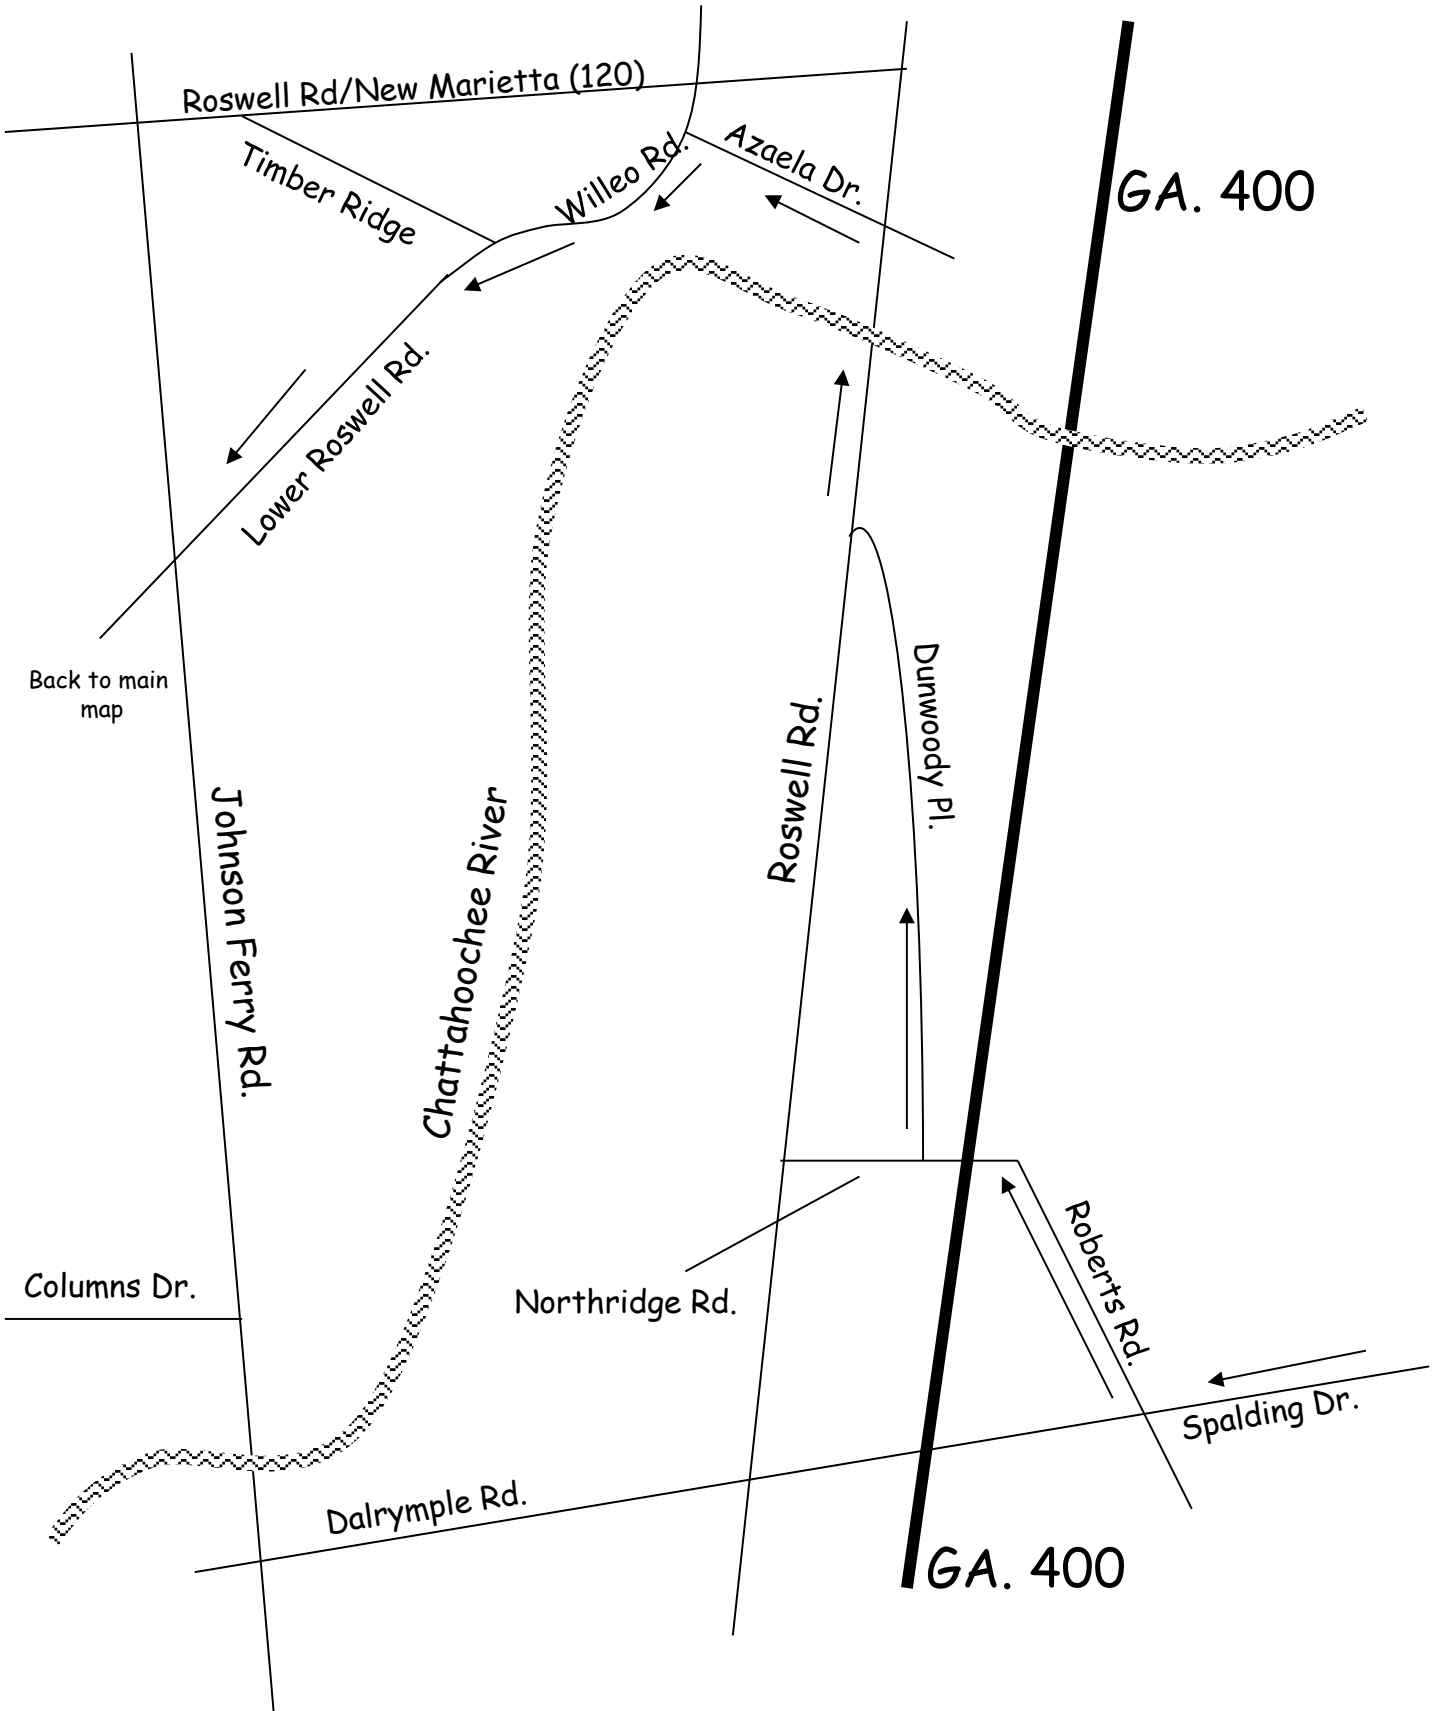 Roswell Rd/New Marietta (120)
Timber Ridge
Willeo Rd.
Azaela Dr.
GA. 400
Lower Roswell Rd.
Back to main
map
Johnson Ferry Rd.
Chattahoochee River
Roswell Rd.
Dunwoody Pl.
Columns Dr.
Northridge Rd.
Roberts Rd.
Spalding Dr.
Dalrymple Rd.
GA. 400